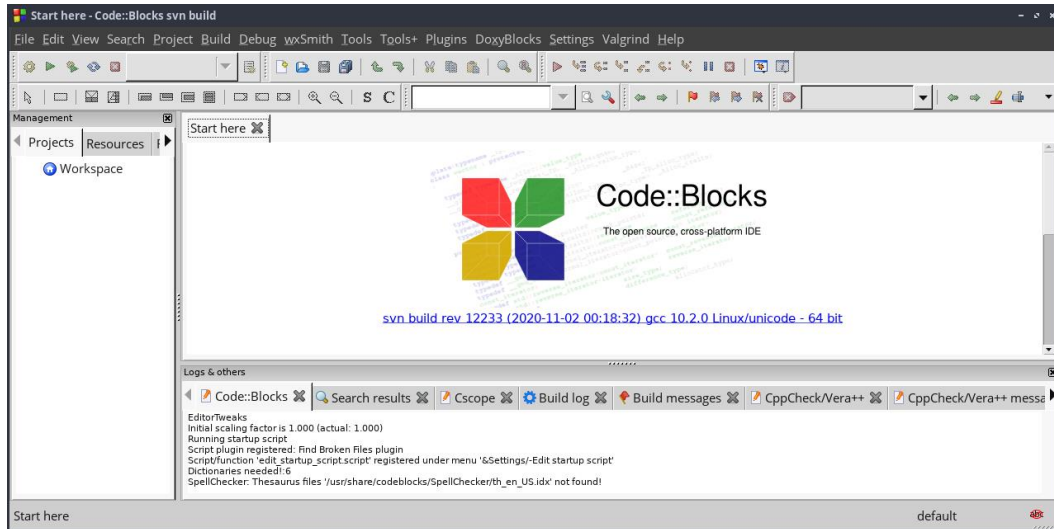 Start here - Code::Blocks svn build
File Edit View Search Project Build Debug wxSmith Tools Tools+ Plugins DoxyBlocks Settings Valgrind Help
S C
Management
Projects Resources
Workspace
Start here
Code::Blocks
The open source, cross-platform IDE
svn build rev 12233 (2020-11-02 00:18:32) gcc 10.2.0 Linux/unicode - 64 bit
Logs & others
Code::Blocks Search results Cscope Build log Build messages CppCheck/Vera++ CppCheck/Vera++ messa
EditorTweaks
Initial scaling factor is 1.000 (actual: 1.000)
Running startup script
Script plugin registered: Find Broken Files plugin
Script/function 'edit_startup_script.script' registered under menu '&Settings/-Edit startup script'
Dictionaries needed!:6
SpellChecker: Thesaurus files '/usr/share/codeblocks/SpellChecker/th_en_US.idx' not found!
Start here default abc